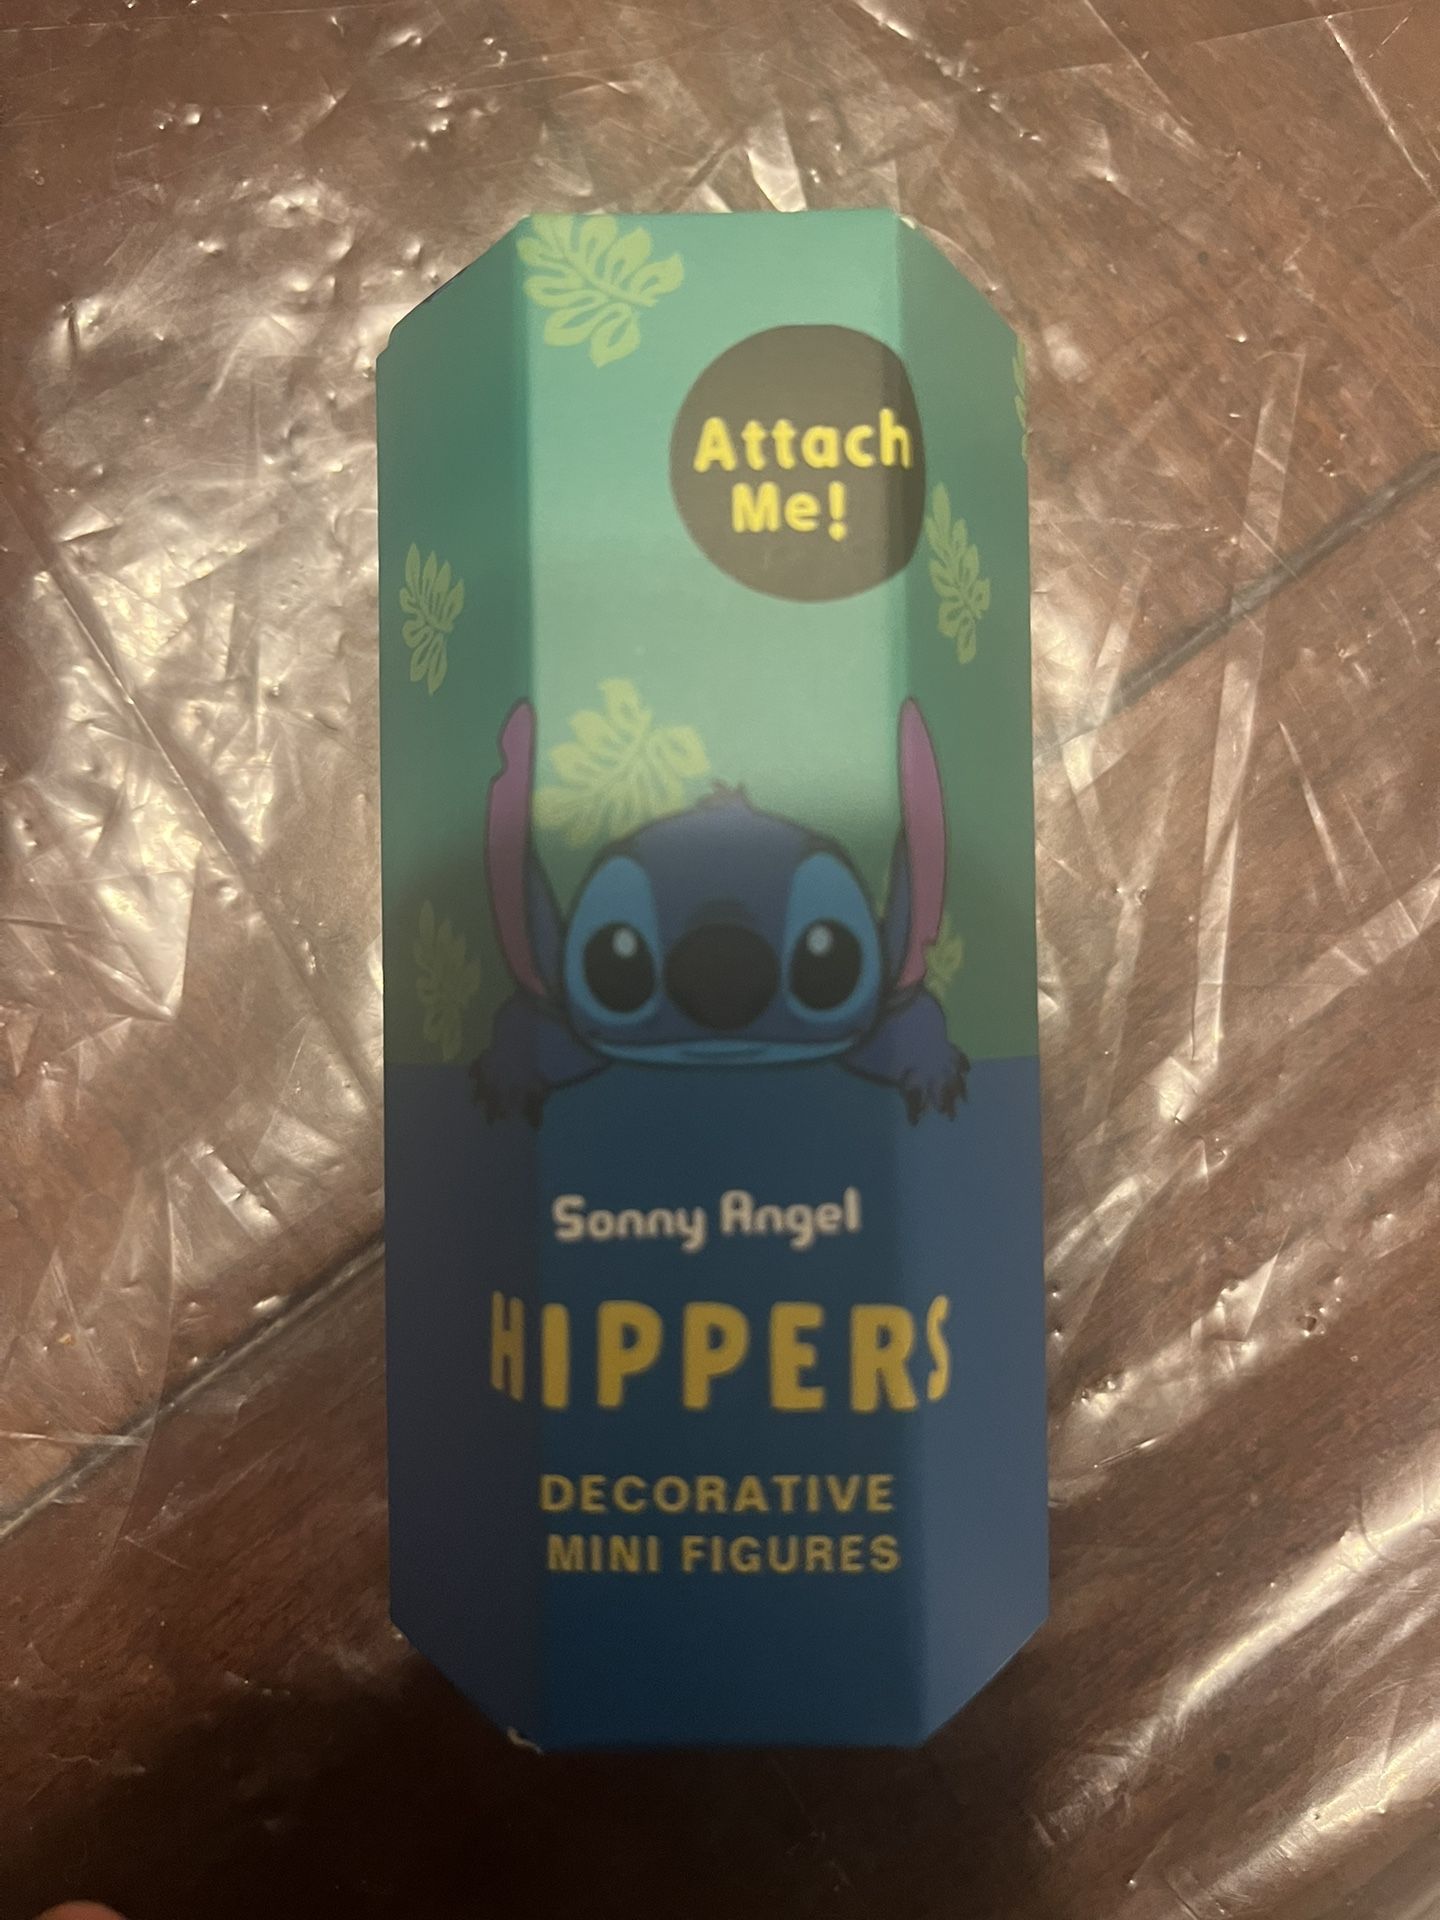 Attach
Me!
Sonny Angel
HIPPERS
DECORATIVE
MINI FIGURES